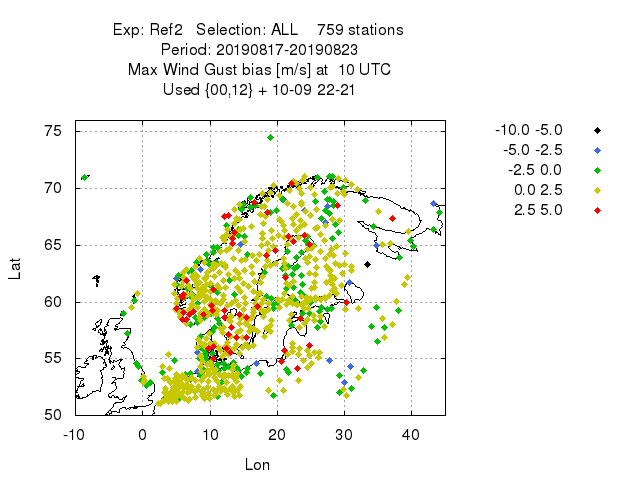 Exp: Ref2 Selection: ALL 759 stations
Period: 20190817-20190823
Max Wind Gust bias [m/s] at 10 UTC
Used {00,12} + 10-09 22-21
75
70
65
60
55
50
-10 0 10 20 30 40
Lat
Lon
-10.0 -5.0
-5.0 -2.5
-2.5 0.0
0.0 2.5
2.5 5.0